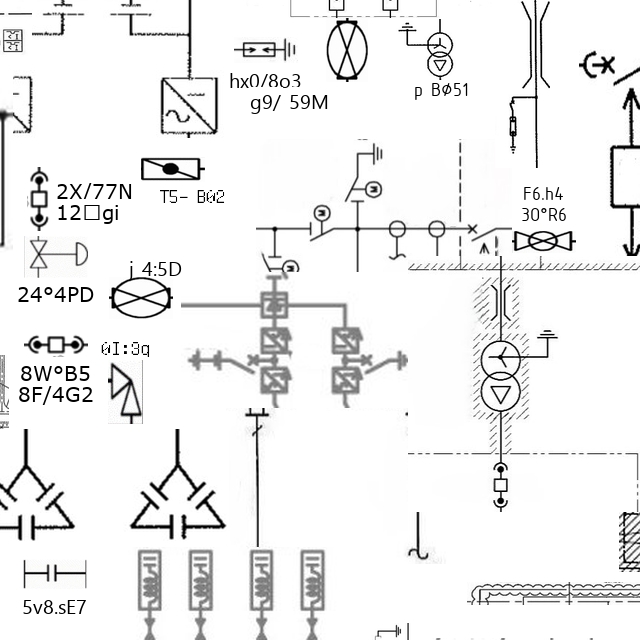 hx0/8o3
g9/ 59M
p BØ51
T5- B02
2X/77N
12□gi
F6.h4
30°R6
M
M
M
M
j 4:5D
24°4PD
0I:3q
8W°B5
8F/4G2
5v8.sE7